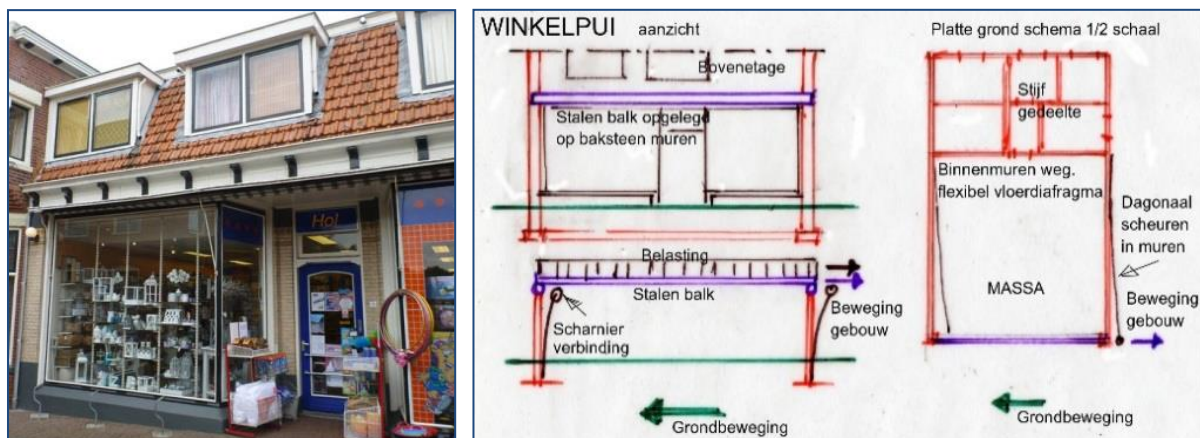 Ho!
WINKELPUI aanzicht
Bovenetage
Stalen balk opgelegd
op baksteen muren
Belasting
Stalen balk
Scharnier
verbinding
Beweging
gebouw
Grondbeweging
Platte grond schema 1/2 schaal
Stijf
gedeelte
Binnenmuren weg.
flexibel vloerdiafragma
Dagonaal
scheuren
in muren
MASSA
Beweging
gebouw
Grondbeweging